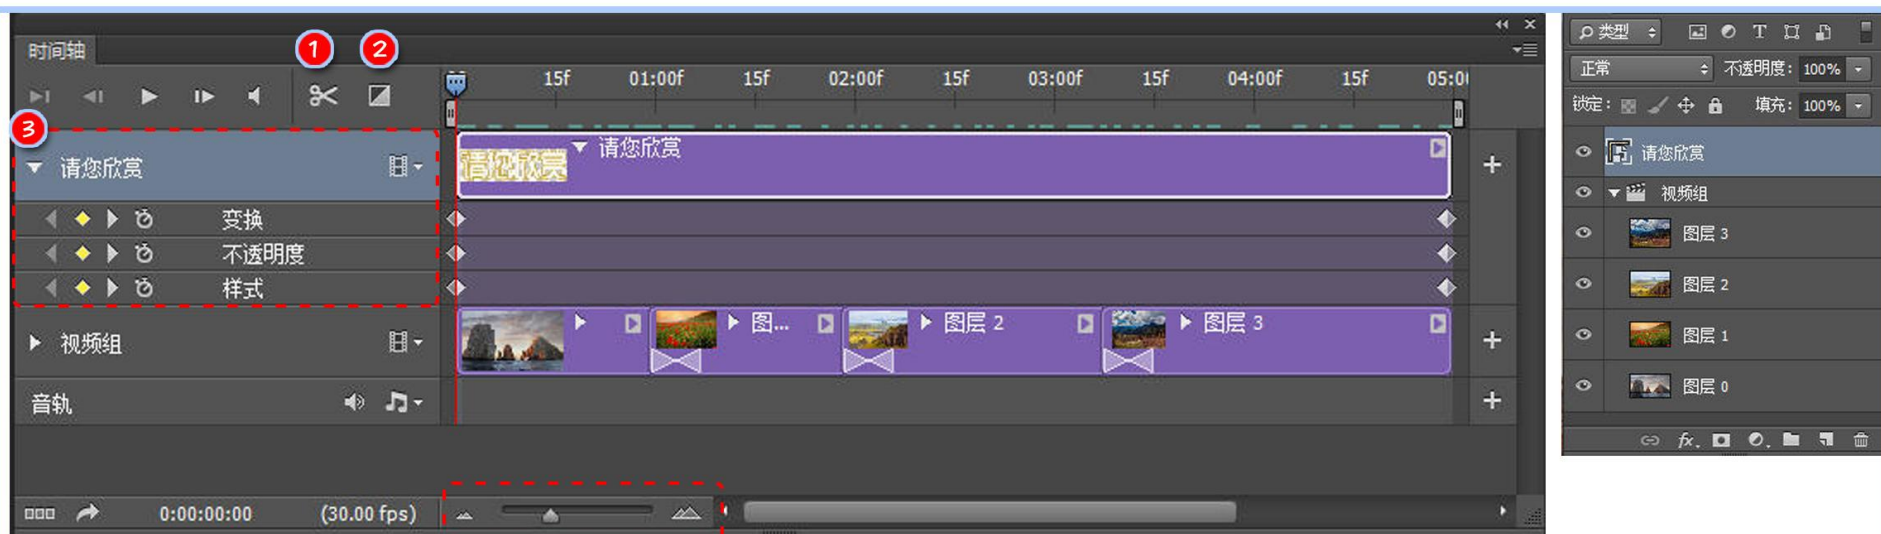 时间轴
1 2
15f 01:00f 15f 02:00f 15f 03:00f 15f 04:00f 15f 05:0
3
请您欣赏
请您欣赏 请您欣赏
变换
不透明度
样式
视频组
图... 图层 2 图层 3
音轨
0:00:00:00 (30.00 fps)
类型 T
正常 不透明度: 100%
锁定: 填充: 100%
请您欣赏
视频组
图层 3
图层 2
图层 1
图层 0
fx.